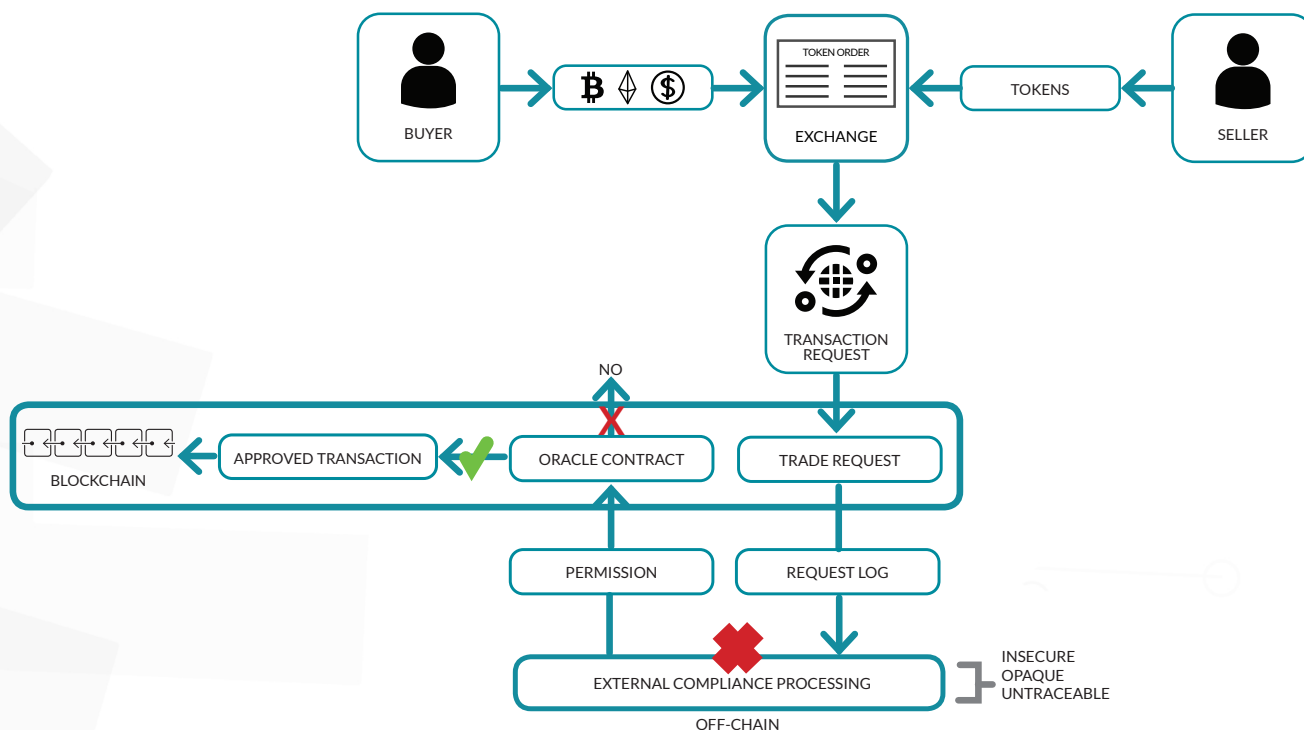 TOKEN ORDER
BUYER
EXCHANGE
TOKENS
SELLER
TRANSACTION
REQUEST
NO
BLOCKCHAIN
APPROVED TRANSACTION
ORACLE CONTRACT
TRADE REQUEST
PERMISSION
REQUEST LOG
EXTERNAL COMPLIANCE PROCESSING
INSECURE
OPAQUE
UNTRACEABLE
OFF-CHAIN